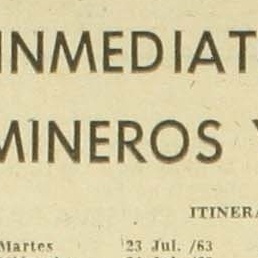 INMEDIAT
MINEROS Y
ITINERA
Martes 23 Jul. /63